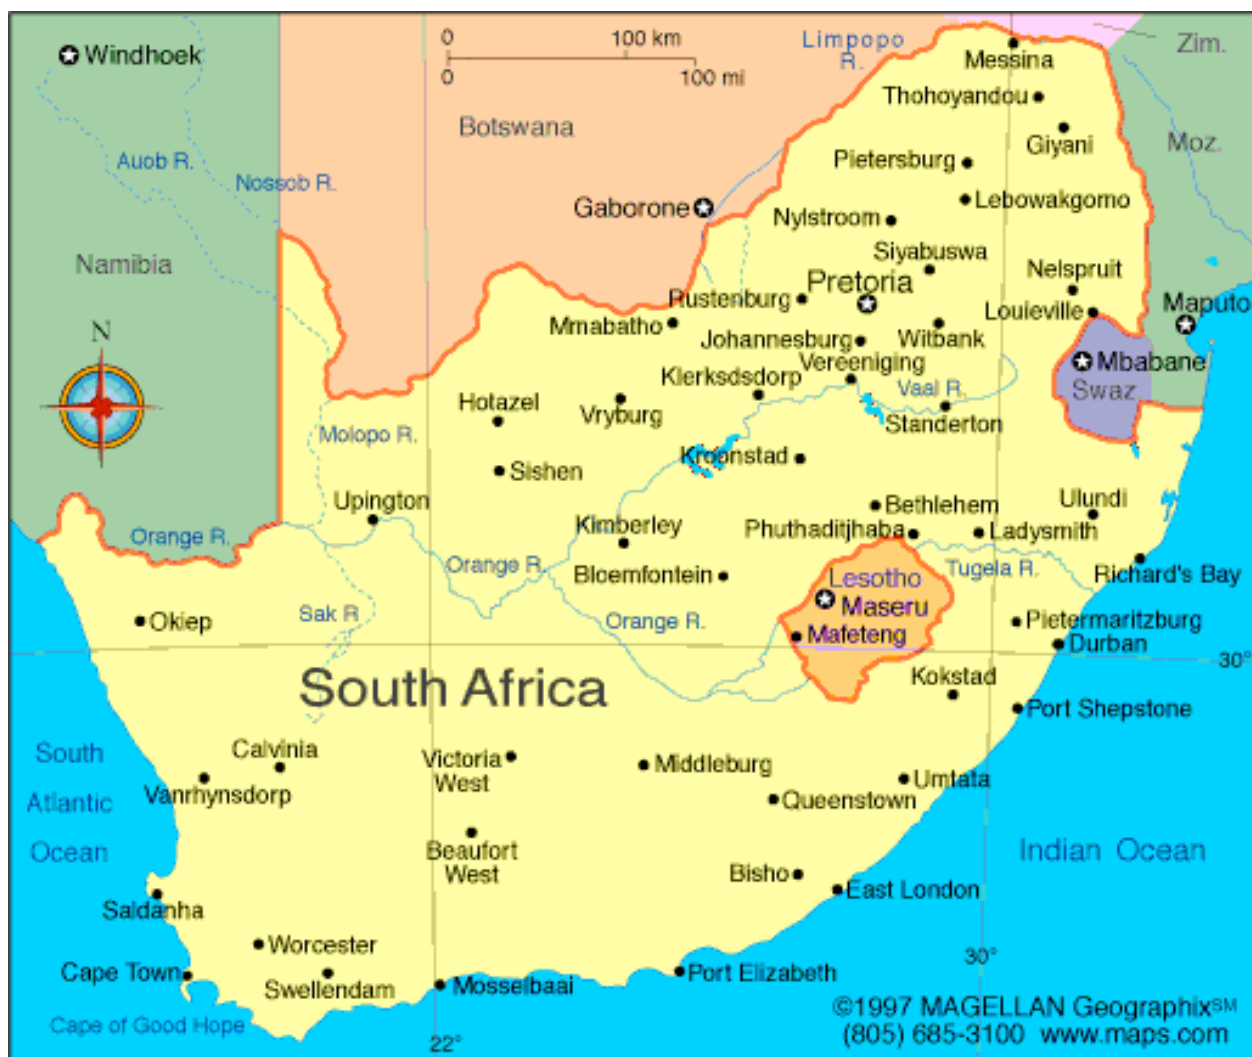 Windhoek
0 100 km
0 100 mi
Limpopo
R.
Messina
Zim.
Thohoyandou
Botswana
Giyani
Moz.
Auob R.
Nossob R.
Pietersburg
Gaborone
Lebowakgomo
Nylstroom
Namibia
Siyabuswa
Nelspruit
Pretoria
Rustenburg
Louieville
Maputo
N
Mmabatho
Johannesburg
Witbank
Vereeniging
Mbabane
Klerksdsdorp
Vaal R.
Swaz
Hotazel
Vryburg
Standerton
Molopo R.
Kroonstad
Sishen
Upington
Bethlehem
Ulundi
Orange R.
Kimberley
Phuthaditjhaba
Ladysmith
Orange R.
Bloemfontein
Lesotho
Tugela R.
Richard's Bay
Maseru
Okiep
Sak R
Orange R.
Mafeteng
Pietermaritzburg
Durban
30°
South Africa
Kokstad
Port Shepstone
South
Atlantic
Ocean
Calvinia
Vanrhynsdorp
Victoria
West
Middleburg
Umtata
Queenstown
Beaufort
West
Indian Ocean
Bisho
East London
Saldanha
Worcester
30°
Cape Town
Swellendam
Mosselbaai
Port Elizabeth
Cape of Good Hope
22°
©1997 MAGELLAN Geographix℠
(805) 685-3100 www.maps.com